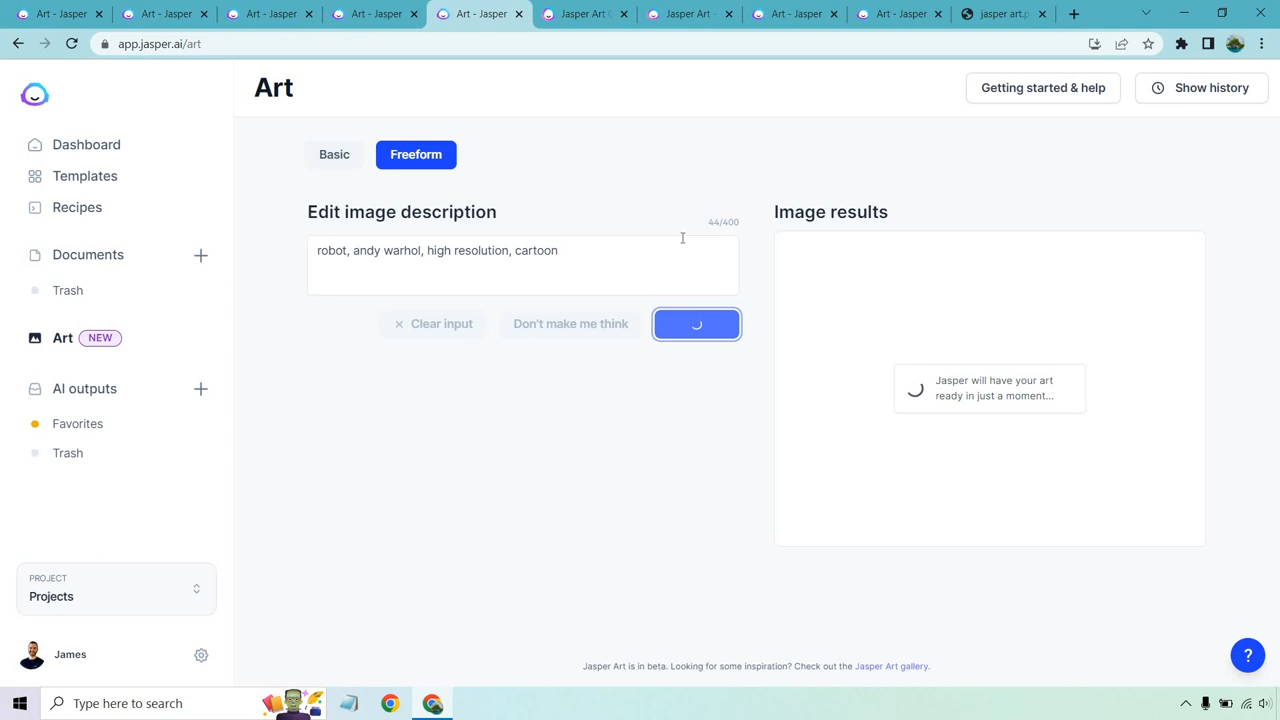 Art - Jasper
Art - Jasper
Art - Jasper
Art - Jasper
Art - Jasper
Jasper Art
Jasper Art -
Art - Jasper
Art - Jasper
Jasper art.p
app.jasper.ai/art
Art
Getting started & help
Show history
Dashboard
Templates
Recipes
Documents
Trash
Art NEW
AI outputs
Favorites
Trash
PROJECT
Projects
James
Basic
Freeform
Edit image description
44/400
robot, andy warhol, high resolution, cartoon
Clear input
Don't make me think
Image results
Jasper will have your art
ready in just a moment...
Jasper Art is in beta. Looking for some inspiration? Check out the Jasper Art gallery.
?
Type here to search